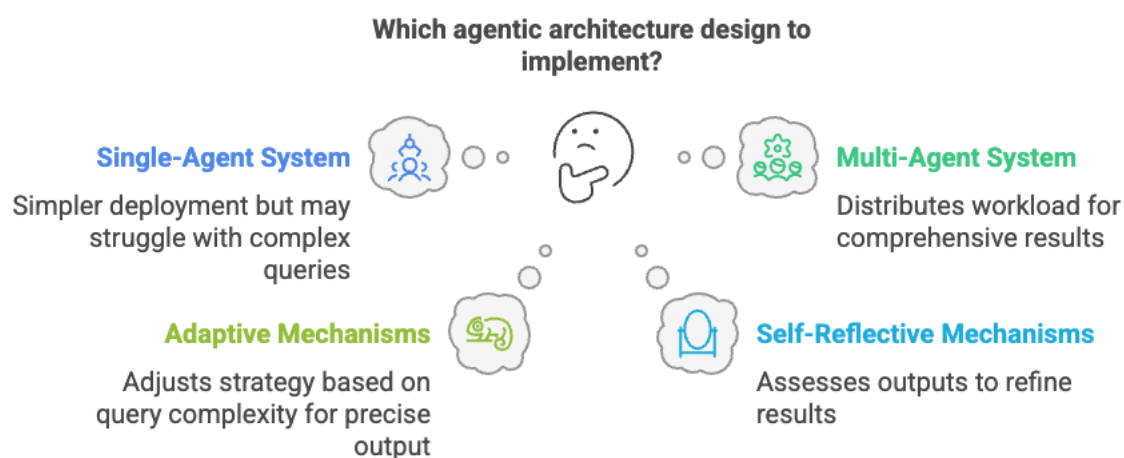 Which agentic architecture design to
implement?
Single-Agent System
Simpler deployment but may
struggle with complex
queries
Multi-Agent System
Distributes workload for
comprehensive results
Adaptive Mechanisms
Adjusts strategy based on
query complexity for precise
output
Self-Reflective Mechanisms
Assesses outputs to refine
results